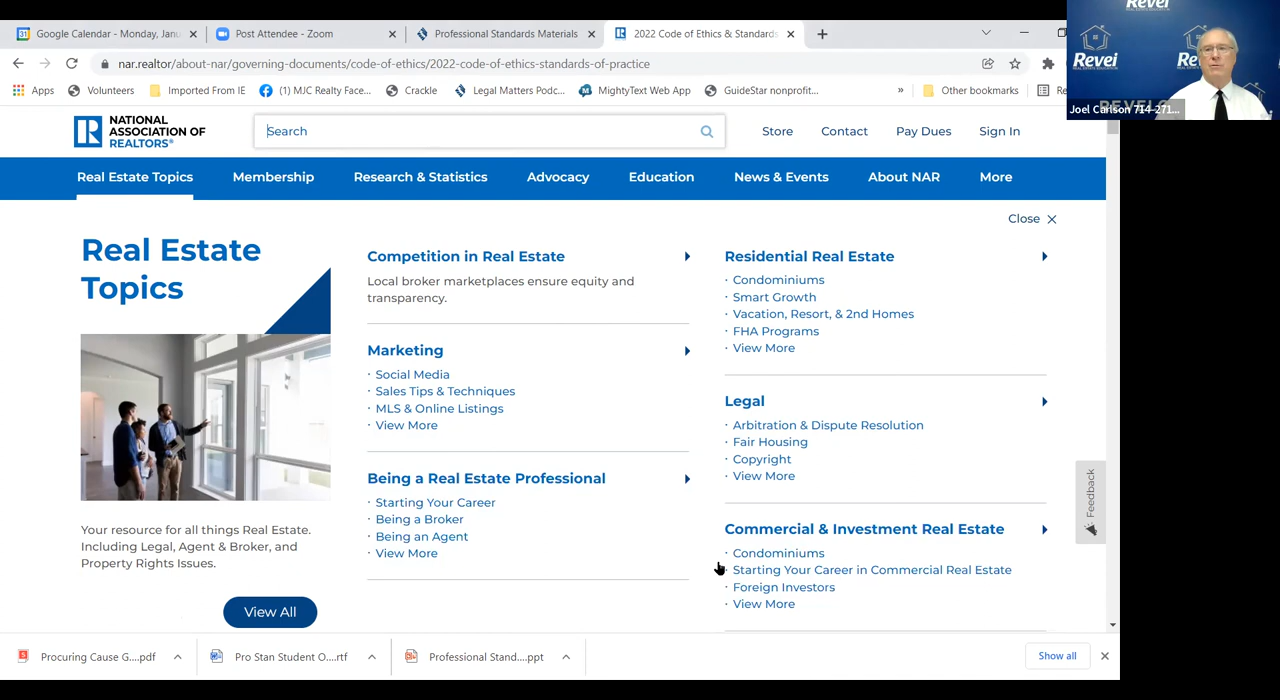 Google Calendar - Monday, Janu
Post Attendee - Zoom
Professional Standards Materials
2022 Code of Ethics & Standards
nar.realtor/about-nar/governing-documents/code-of-ethics/2022-code-of-ethics-standards-of-practice
Apps
Volunteers
Imported From IE
(1) MJC Realty Face...
Crackle
Legal Matters Podc...
MightyText Web App
GuideStar nonprofit...
»
Other bookmarks
Re
Revei
Revei
Re
Joel Carlson 714-271...
NATIONAL
ASSOCIATION OF
REALTORS®
Search
Store
Contact
Pay Dues
Sign In
Real Estate Topics
Membership
Research & Statistics
Advocacy
Education
News & Events
About NAR
More
Close
Real Estate
Topics
Your resource for all things Real Estate.
Including Legal, Agent & Broker, and
Property Rights Issues.
View All
Competition in Real Estate
Local broker marketplaces ensure equity and
transparency.
Marketing
· Social Media
· Sales Tips & Techniques
· MLS & Online Listings
· View More
Being a Real Estate Professional
· Starting Your Career
· Being a Broker
· Being an Agent
· View More
Residential Real Estate
· Condominiums
· Smart Growth
· Vacation, Resort, & 2nd Homes
· FHA Programs
· View More
Legal
· Arbitration & Dispute Resolution
· Fair Housing
· Copyright
· View More
Commercial & Investment Real Estate
· Condominiums
· Starting Your Career in Commercial Real Estate
· Foreign Investors
· View More
Feedback
Procuring Cause G....pdf
Pro Stan Student O....rtf
Professional Stand....ppt
Show all